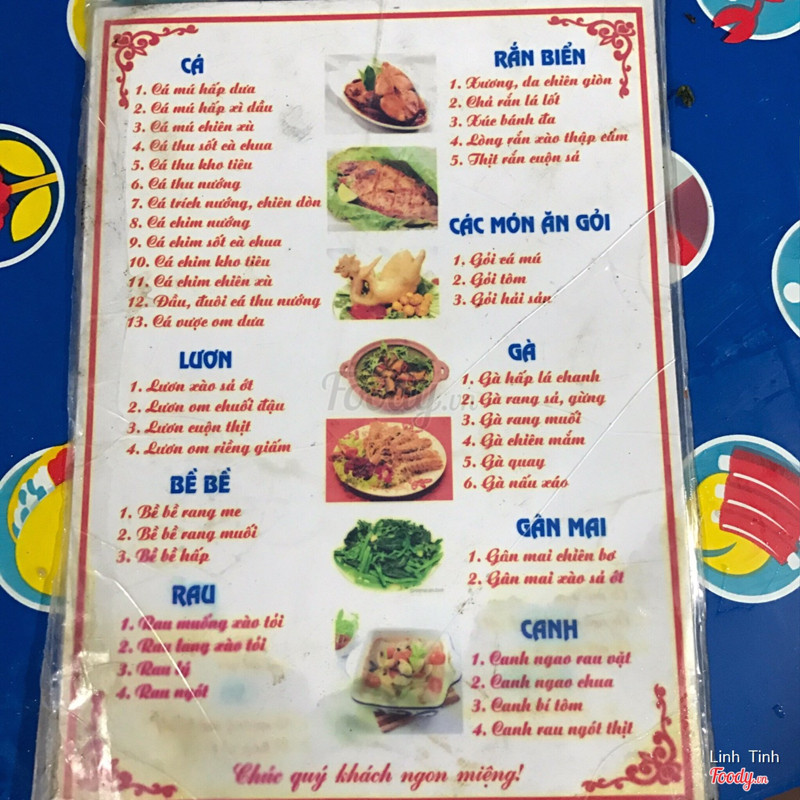 CÁ
1. Cá mú hấp dưa
2. Cá mú hấp xì dầu
3. Cá mú chiên xù
4. Cá thu sốt cà chua
5. Cá thu kho tiêu
6. Cá thu nướng
7. Cá trích nướng, chiên dòn
8. Cá chim nướng
9. Cá chim sốt cà chua
10. Cá chim kho tiêu
11. Cá chim chiên xù
12. Đầu, đuôi cá thu nướng
13. Cá vược om dưa
LƯƠN
1. Lươn xào sả ớt
2. Lươn om chuối đậu
3. Lươn cuộn thịt
4. Lươn om riềng giấm
BỀ BỀ
1. Bề bề rang me
2. Bề bề rang muối
3. Bề bề hấp
RAU
1. Rau muống xào tỏi
2. Rau lang xào tỏi
3. Rau
4. Rau ngót
RẮN BIỂN
1. Xương, da chiên giòn
2. Chả rắn lá lốt
3. Xúc bánh đa
4. Lòng rắn xào thập cẩm
5. Thịt rắn cuộn sả
CÁC MÓN ĂN GỎI
1, Gỏi cá mú
2. Gỏi tôm
3. Gỏi hải sản
GÀ
1. Gà hấp lá chanh
2. Gà rang sả, gừng
3. Gà rang muối
4. Gà chiên mắm
5. Gà quay
6. Gà nấu xáo
GÂN MAI
1. Gân mai chiên bơ
2. Gân mai xào sả ớt
CANH
1. Canh ngao rau vặt
2. Canh ngao chua
3. Canh bí tôm
4. Canh rau ngót thịt
Chúc quý khách ngon miệng!
Foody.vn
Linh Tinh
Foody.vn